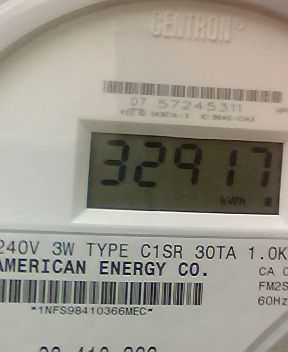 CENTRON®
07 57245311
32917
kWh
240V 3W TYPE C1SR 30TA 1.0K
AMERICAN ENERGY CO.
CA 0
FM2S
60Hz
*1NFS98410366MEC*